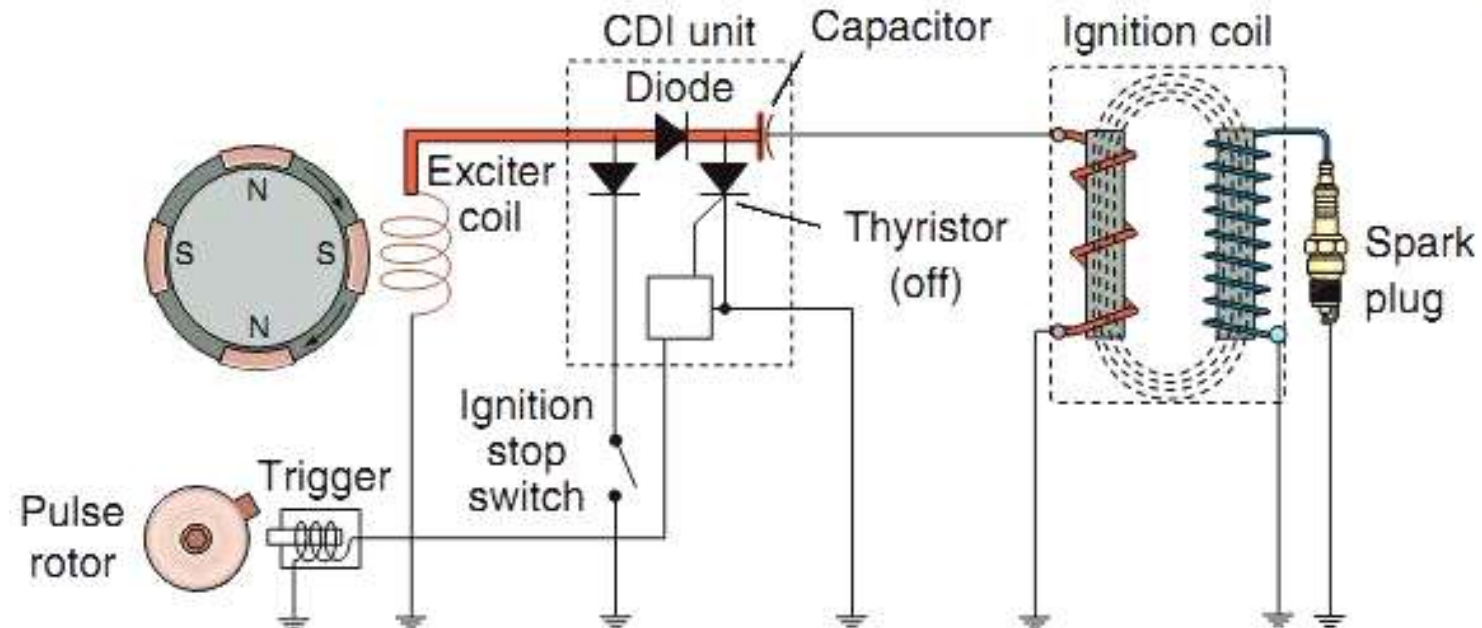 CDI unit
Capacitor
Ignition coil
Diode
Exciter
coil
N
S
S
N
Thyristor
(off)
Spark
plug
Ignition
stop
switch
Trigger
Pulse
rotor